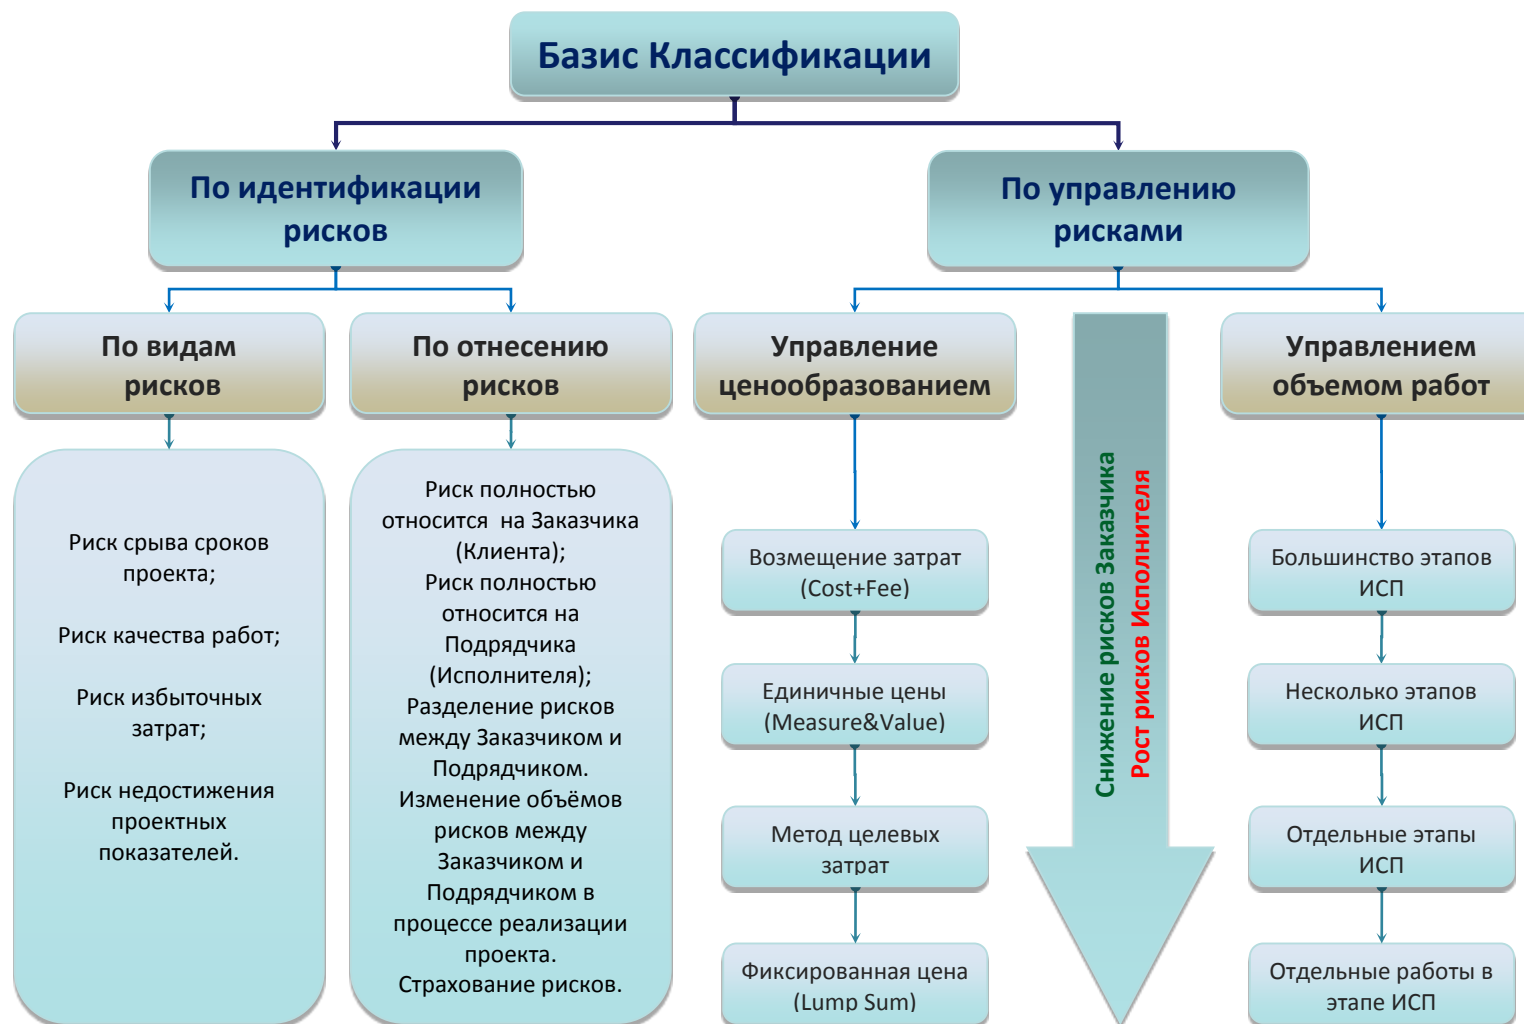 Базис Классификации
По идентификации
рисков
По управлению
рисками
По видам
рисков
По отнесению
рисков
Управление
ценообразованием
Управлением
объемом работ
Риск срыва сроков
проекта;
Риск качества работ;
Риск избыточных
затрат;
Риск недостижения
проектных
показателей.
Риск полностью
относится на Заказчика
(Клиента);
Риск полностью
относится на
Подрядчика
(Исполнителя);
Разделение рисков
между Заказчиком и
Подрядчиком.
Изменение объёмов
рисков между
Заказчиком и
Подрядчиком в
процессе реализации
проекта.
Страхование рисков.
Возмещение затрат
(Cost+Fee)
Единичные цены
(Measure&Value)
Метод целевых
затрат
Фиксированная цена
(Lump Sum)
Снижение рисков Заказчика
Рост рисков Исполнителя
Большинство этапов
ИСП
Несколько этапов
ИСП
Отдельные этапы
ИСП
Отдельные работы в
этапе ИСП